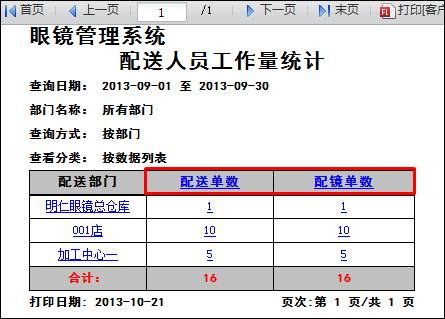 首页 上一页 1 /1 下一页 末页 打印[客户
眼镜管理系统
配送人员工作量统计
查询日期: 2013-09-01 至 2013-09-30
部门名称: 所有部门
查询方式: 按部门
查看分类: 按数据列表
配送部门 配送单数 配镜单数
明仁眼镜总仓库 1 1
001店 10 10
加工中心一 5 5
合计: 16 16
打印日期: 2013-10-21 页次:第 1 页/共 1 页